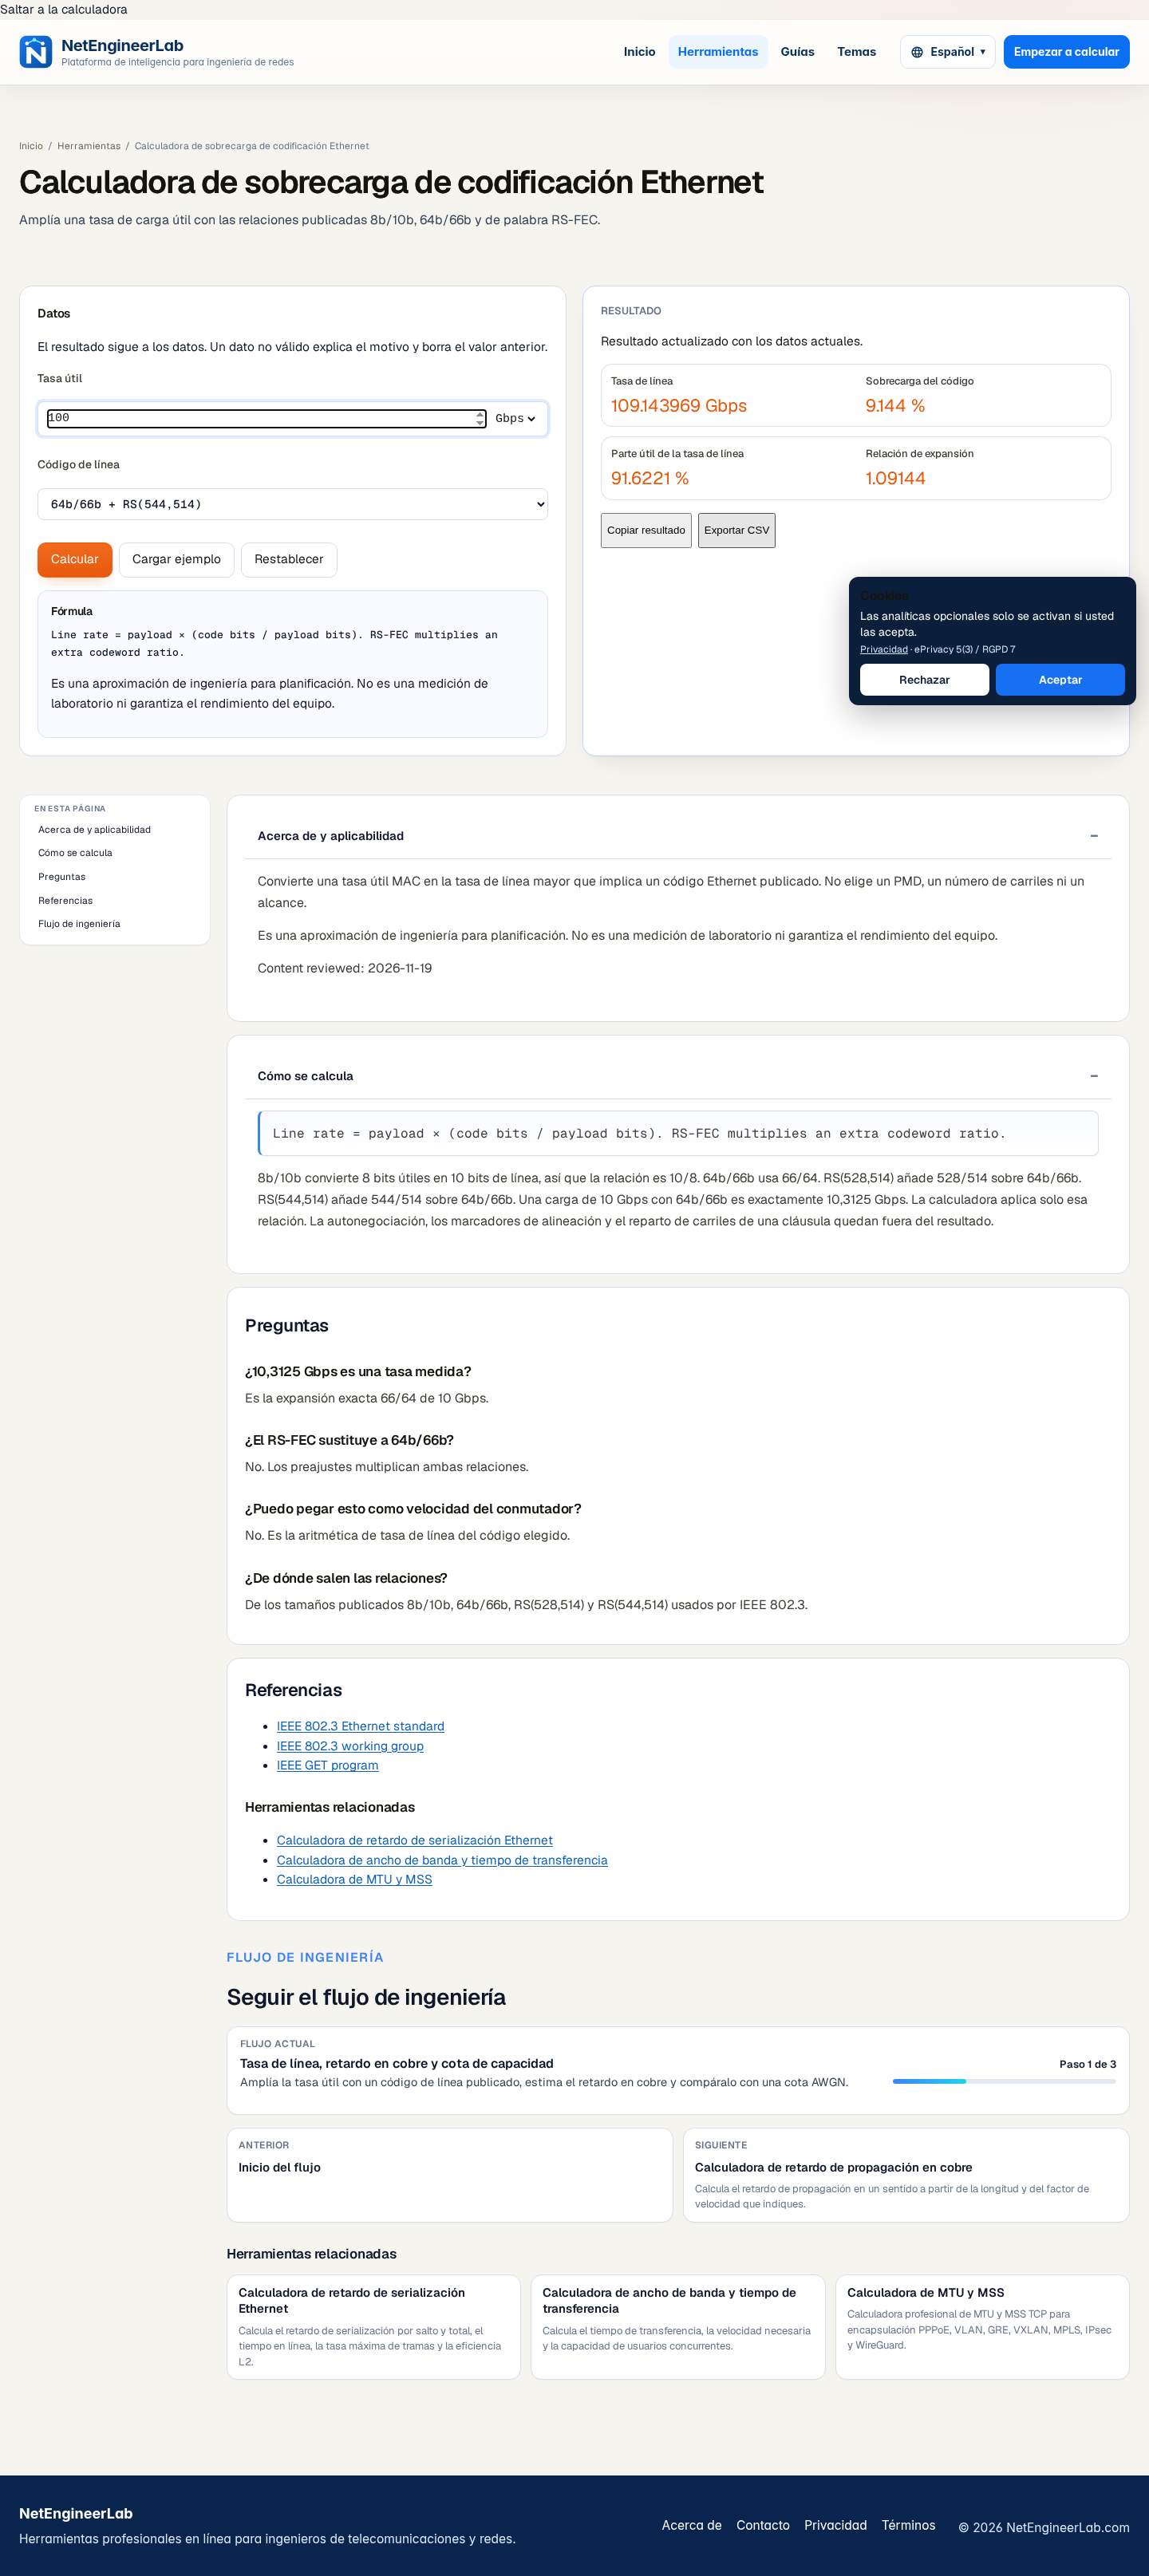 Saltar a la calculadora
NetEngineerLab
Plataforma de inteligencia para ingeniería de redes
Inicio
Herramientas
Guías
Temas
Español ▾
Empezar a calcular
Inicio / Herramientas / Calculadora de sobrecarga de codificación Ethernet
Calculadora de sobrecarga de codificación Ethernet
Amplía una tasa de carga útil con las relaciones publicadas 8b/10b, 64b/66b y de palabra RS-FEC.
Datos
El resultado sigue a los datos. Un dato no válido explica el motivo y borra el valor anterior.
Tasa útil
100
Gbps
Código de línea
64b/66b + RS(544,514)
Calcular
Cargar ejemplo
Restablecer
Fórmula
Line rate = payload × (code bits / payload bits). RS-FEC multiplies an
extra codeword ratio.
Es una aproximación de ingeniería para planificación. No es una medición de
laboratorio ni garantiza el rendimiento del equipo.
RESULTADO
Resultado actualizado con los datos actuales.
Tasa de línea
109.143969 Gbps
Sobrecarga del código
9.144 %
Parte útil de la tasa de línea
91.6221 %
Relación de expansión
1.09144
Copiar resultado
Exportar CSV
Cookies
Las analíticas opcionales solo se activan si usted
las acepta.
Privacidad · ePrivacy 5(3) / RGPD 7
Rechazar
Aceptar
EN ESTA PÁGINA
Acerca de y aplicabilidad
Cómo se calcula
Preguntas
Referencias
Flujo de ingeniería
Acerca de y aplicabilidad
−
Convierte una tasa útil MAC en la tasa de línea mayor que implica un código Ethernet publicado. No elige un PMD, un número de carriles ni un
alcance.
Es una aproximación de ingeniería para planificación. No es una medición de laboratorio ni garantiza el rendimiento del equipo.
Content reviewed: 2026-11-19
Cómo se calcula
−
Line rate = payload × (code bits / payload bits). RS-FEC multiplies an extra codeword ratio.
8b/10b convierte 8 bits útiles en 10 bits de línea, así que la relación es 10/8. 64b/66b usa 66/64. RS(528,514) añade 528/514 sobre 64b/66b.
RS(544,514) añade 544/514 sobre 64b/66b. Una carga de 10 Gbps con 64b/66b es exactamente 10,3125 Gbps. La calculadora aplica solo esa
relación. La autonegociación, los marcadores de alineación y el reparto de carriles de una cláusula quedan fuera del resultado.
Preguntas
¿10,3125 Gbps es una tasa medida?
Es la expansión exacta 66/64 de 10 Gbps.
¿El RS-FEC sustituye a 64b/66b?
No. Los preajustes multiplican ambas relaciones.
¿Puedo pegar esto como velocidad del conmutador?
No. Es la aritmética de tasa de línea del código elegido.
¿De dónde salen las relaciones?
De los tamaños publicados 8b/10b, 64b/66b, RS(528,514) y RS(544,514) usados por IEEE 802.3.
Referencias
• IEEE 802.3 Ethernet standard
• IEEE 802.3 working group
• IEEE GET program
Herramientas relacionadas
• Calculadora de retardo de serialización Ethernet
• Calculadora de ancho de banda y tiempo de transferencia
• Calculadora de MTU y MSS
FLUJO DE INGENIERÍA
Seguir el flujo de ingeniería
FLUJO ACTUAL
Tasa de línea, retardo en cobre y cota de capacidad
Amplía la tasa útil con un código de línea publicado, estima el retardo en cobre y compáralo con una cota AWGN.
Paso 1 de 3
ANTERIOR
Inicio del flujo
SIGUIENTE
Calculadora de retardo de propagación en cobre
Calcula el retardo de propagación en un sentido a partir de la longitud y del factor de
velocidad que indiques.
Herramientas relacionadas
Calculadora de retardo de serialización
Ethernet
Calcula el retardo de serialización por salto y total, el
tiempo en línea, la tasa máxima de tramas y la eficiencia
L2.
Calculadora de ancho de banda y tiempo de
transferencia
Calcula el tiempo de transferencia, la velocidad necesaria
y la capacidad de usuarios concurrentes.
Calculadora de MTU y MSS
Calculadora profesional de MTU y MSS TCP para
encapsulación PPPoE, VLAN, GRE, VXLAN, MPLS, IPsec
y WireGuard.
NetEngineerLab
Herramientas profesionales en línea para ingenieros de telecomunicaciones y redes.
Acerca de
Contacto
Privacidad
Términos
© 2026 NetEngineerLab.com